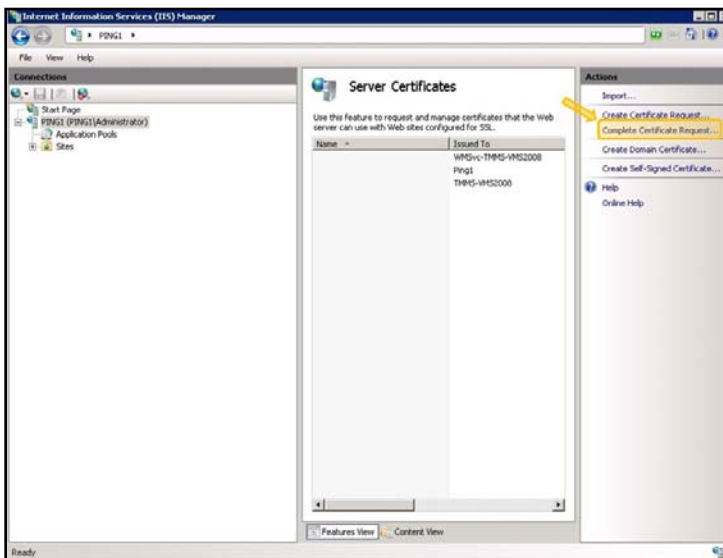 Internet Information Services (IIS) Manager
PING1
File View Help
Connections
Start Page
PING1 (PING1\Administrator)
Application Pools
Sites
Server Certificates
Use this feature to request and manage certificates that the Web
server can use with Web sites configured for SSL.
Name Issued To
WMSvc-TMMS-VMS2008
Ping1
TMMS-VMS2008
Features View Content View
Actions
Import...
Create Certificate Request...
Complete Certificate Request...
Create Domain Certificate...
Create Self-Signed Certificate...
Help
Online Help
Ready